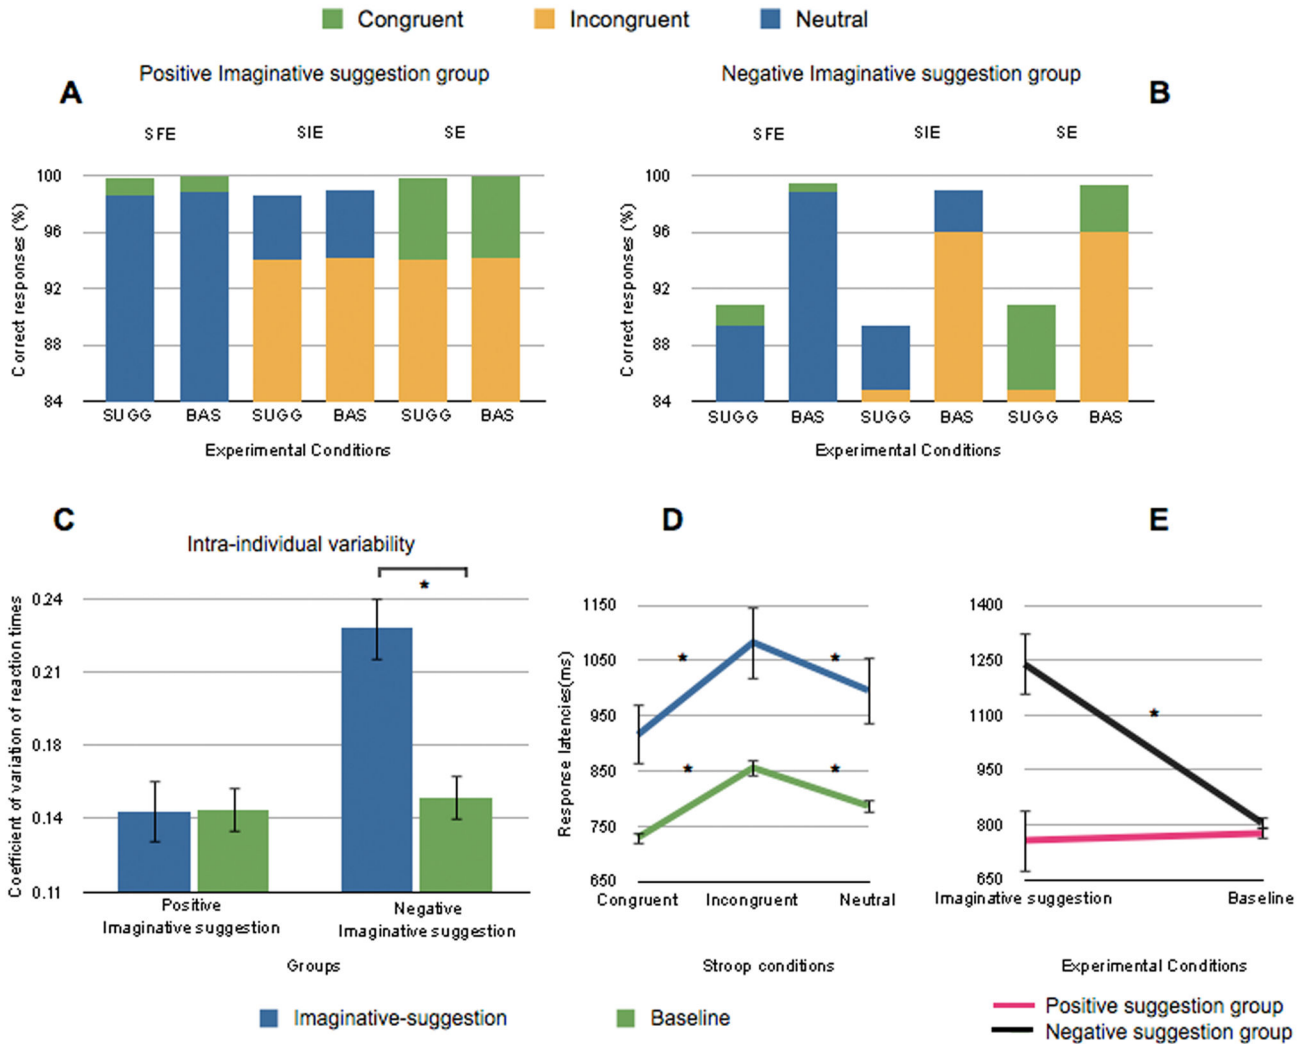 Congruent Incongruent Neutral
Positive Imaginative suggestion group
A
SFE SIE SE
Correct responses (%)
100
96
92
88
84
SUGG BAS SUGG BAS SUGG BAS
Experimental Conditions
Negative Imaginative suggestion group
B
SFE SIE SE
Correct responses (%)
100
96
92
88
84
SUGG BAS SUGG BAS SUGG BAS
Experimental Conditions
C
Intra-individual variability
*
Coefficient of variation of reaction times
0.24
0.21
0.18
0.14
0.11
Positive
Imaginative suggestion
Negative
Imaginative suggestion
Groups
Imaginative-suggestion Baseline
D
Response latencies(ms)
1150
1050
950
850
750
650
* *
* *
Congruent Incongruent Neutral
Stroop conditions
E
1400
1250
1100
950
800
650
*
Imaginative suggestion Baseline
Experimental Conditions
Positive suggestion group
Negative suggestion group